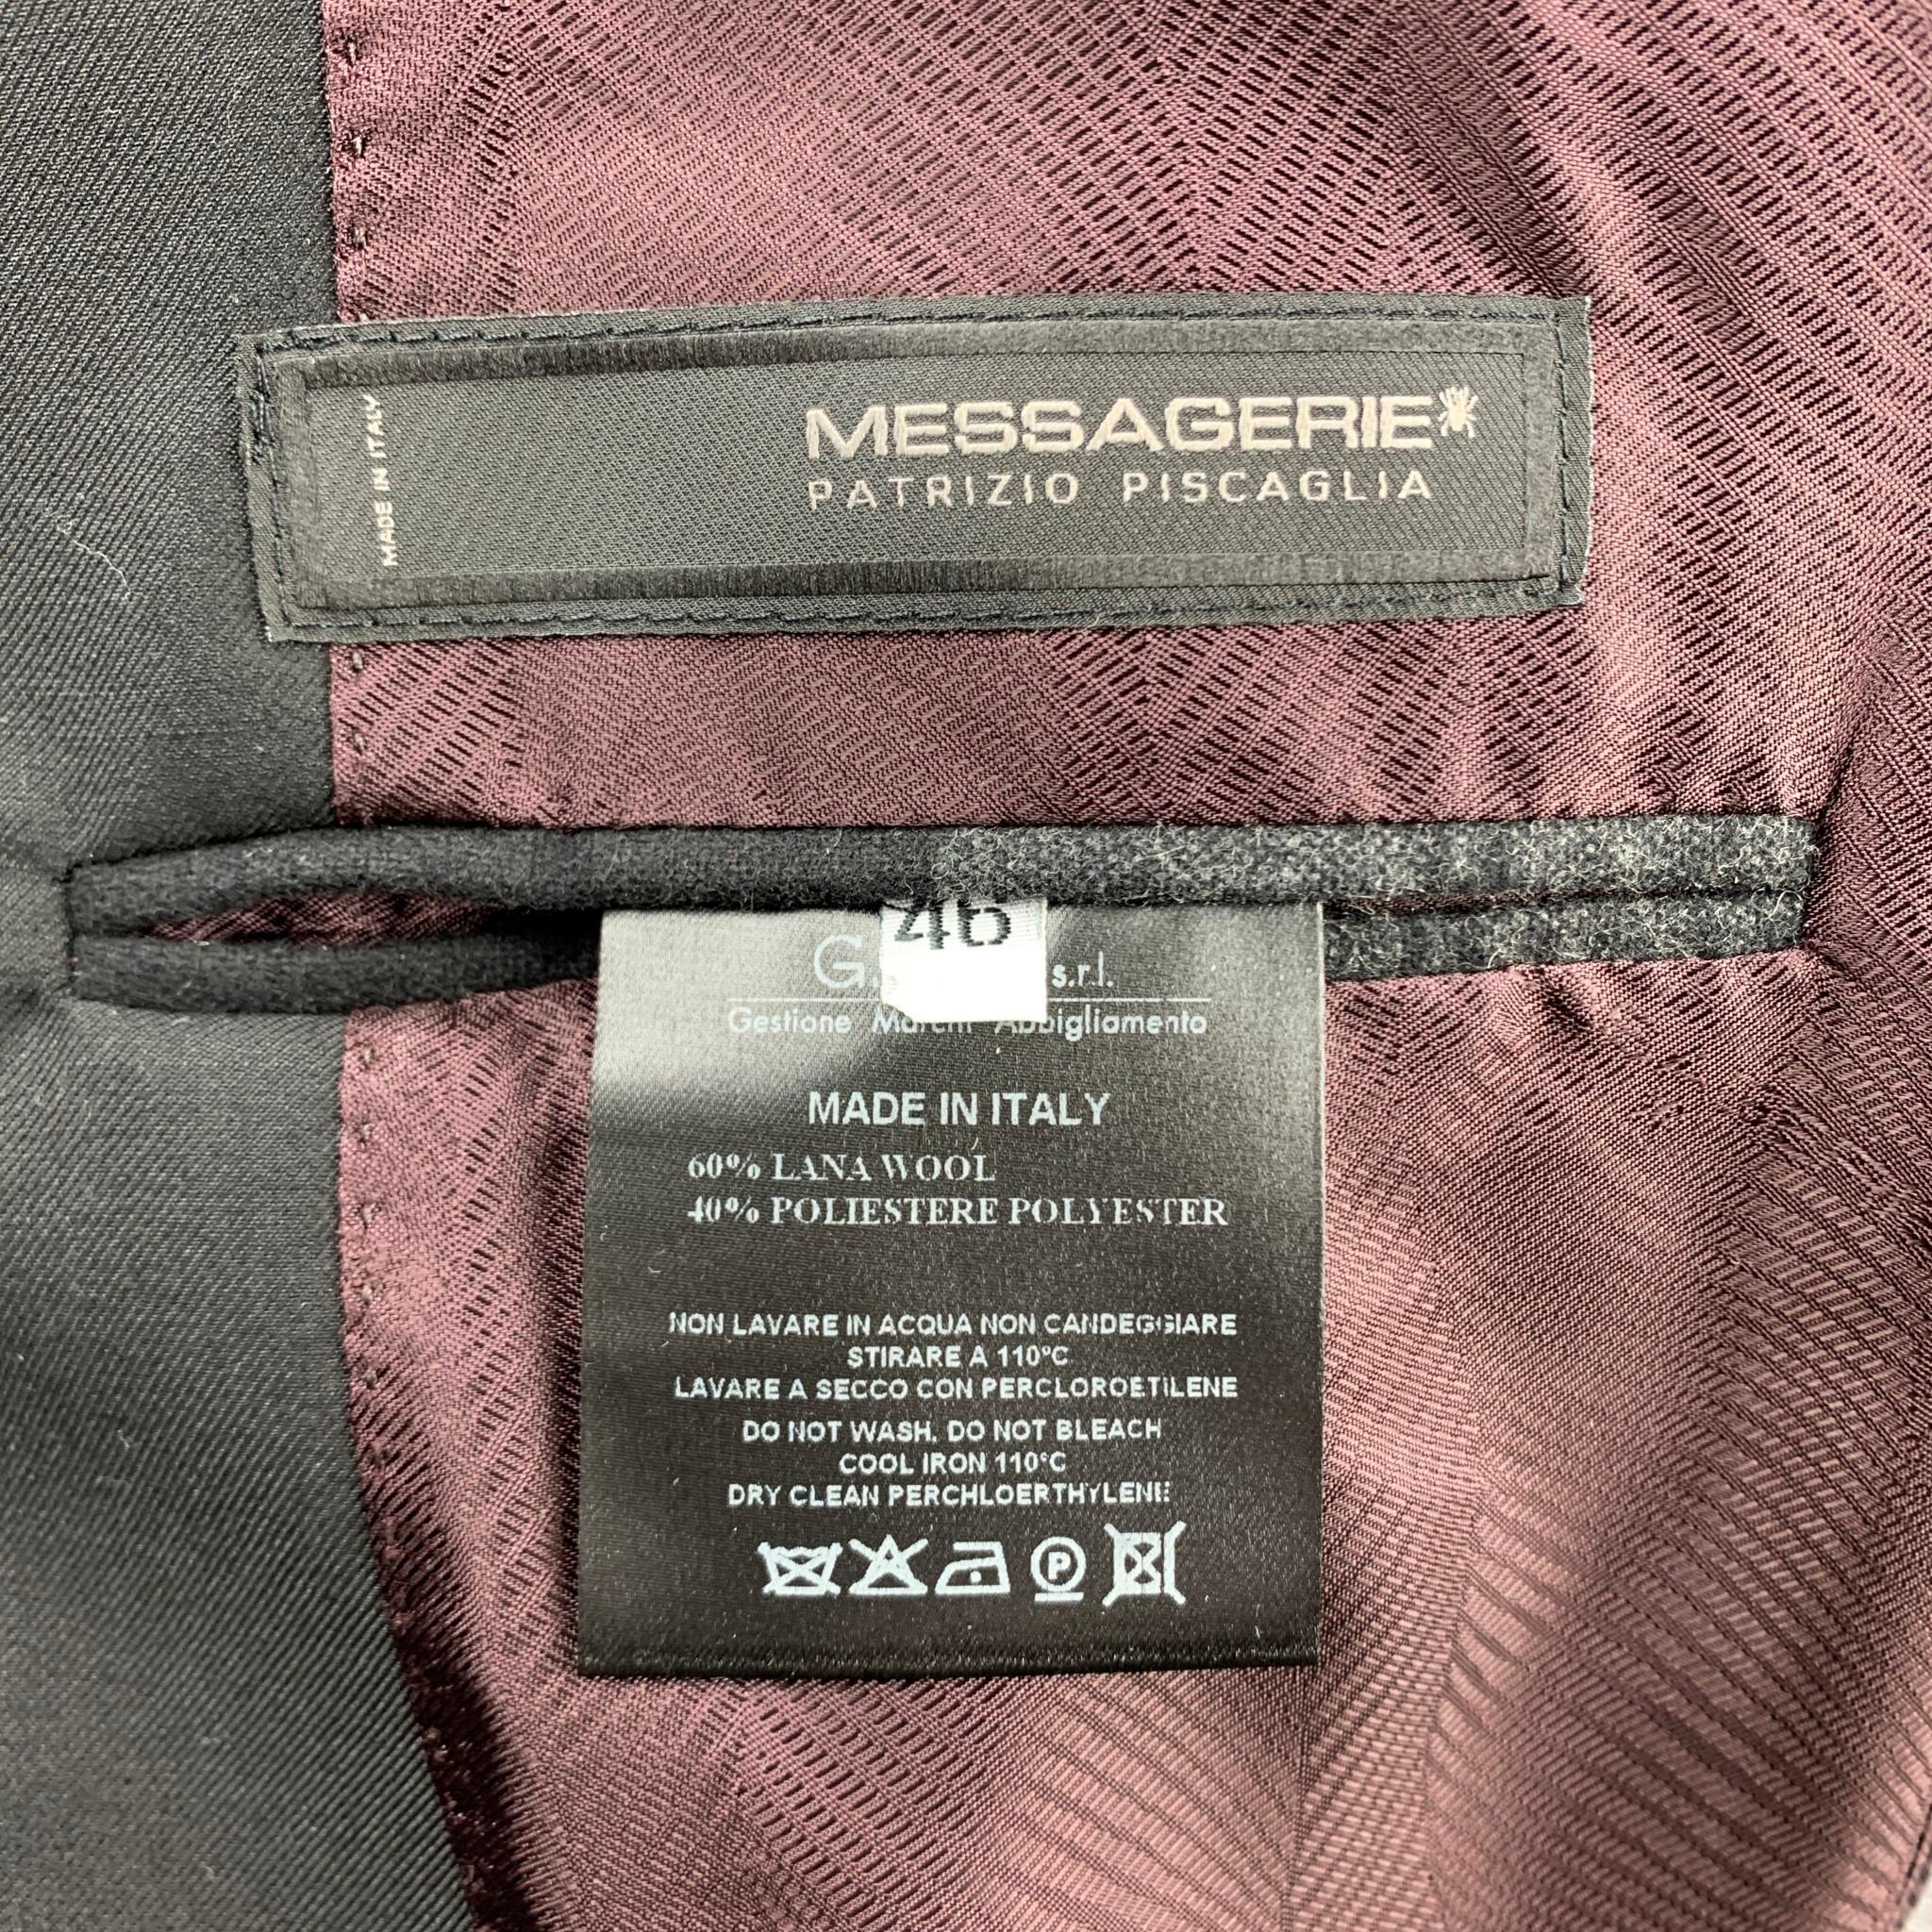 MESSAGERIE
PATRIZIO PISCAGLIA
MADE IN ITALY
46
G. s.r.l.
Gestione Marchi Abbigliamento
MADE IN ITALY
60% LANA WOOL
40% POLIESTERE POLYESTER
NON LAVARE IN ACQUA NON CANDEGGIARE
STIRARE A 110°C
LAVARE A SECCO CON PERCLOROETILENE
DO NOT WASH. DO NOT BLEACH
COOL IRON 110°C
DRY CLEAN PERCHLOERTHYLENE
P